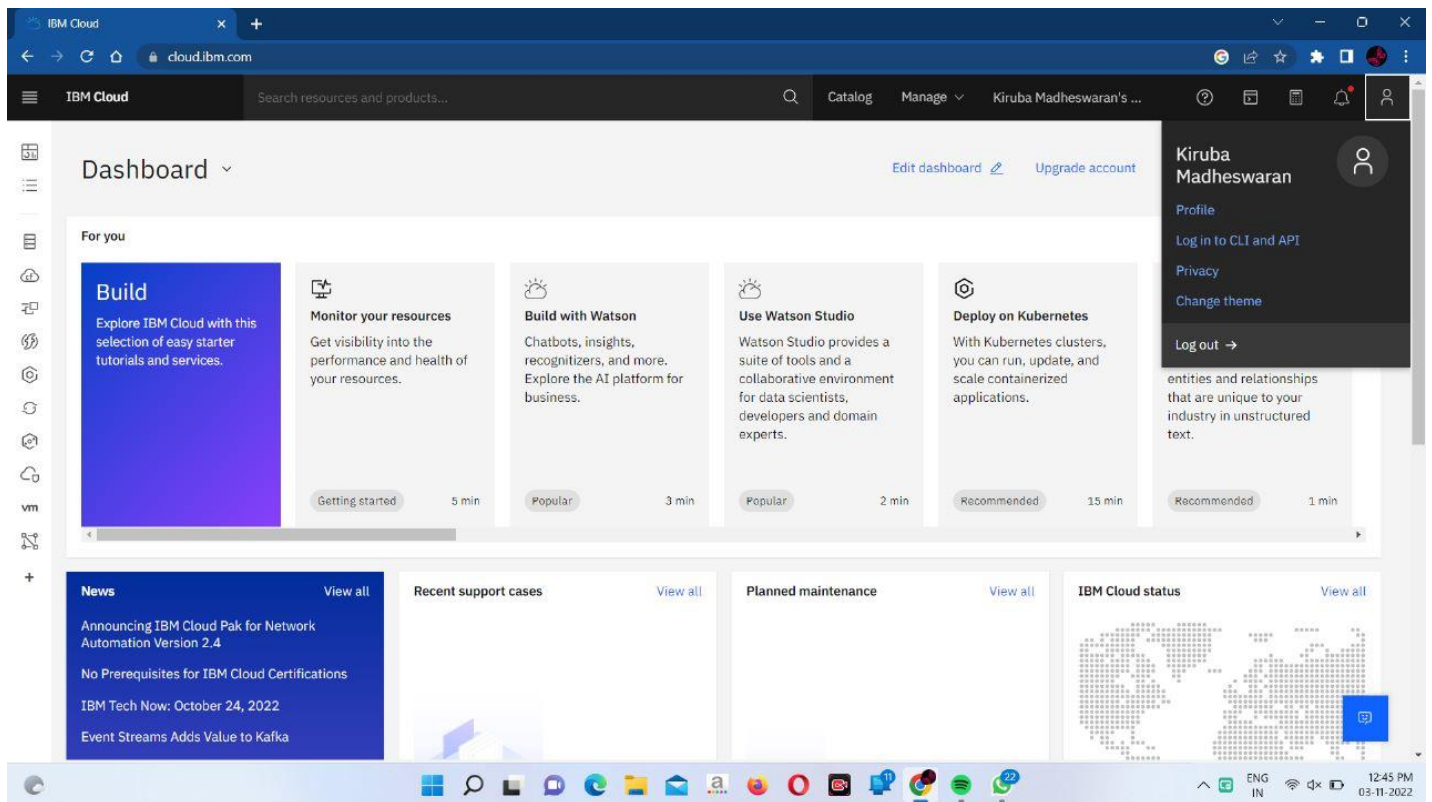 IBM Cloud
cloud.ibm.com
IBM Cloud
Search resources and products...
Catalog
Manage
Kiruba Madheswaran's ...
Dashboard
Edit dashboard
Upgrade account
Kiruba
Madheswaran
Profile
Log in to CLI and API
Privacy
Change theme
Log out →
For you
Build
Explore IBM Cloud with this
selection of easy starter
tutorials and services.
Monitor your resources
Get visibility into the
performance and health of
your resources.
Getting started
5 min
Build with Watson
Chatbots, insights,
recognitizers, and more.
Explore the AI platform for
business.
Popular
3 min
Use Watson Studio
Watson Studio provides a
suite of tools and a
collaborative environment
for data scientists,
developers and domain
experts.
Popular
2 min
Deploy on Kubernetes
With Kubernetes clusters,
you can run, update, and
scale containerized
applications.
Recommended
15 min
entities and relationships
that are unique to your
industry in unstructured
text.
Recommended
1 min
vm
News
View all
Announcing IBM Cloud Pak for Network
Automation Version 2.4
No Prerequisites for IBM Cloud Certifications
IBM Tech Now: October 24, 2022
Event Streams Adds Value to Kafka
Recent support cases
View all
Planned maintenance
View all
IBM Cloud status
View all
11
22
ENG
IN
12:45 PM
03-11-2022